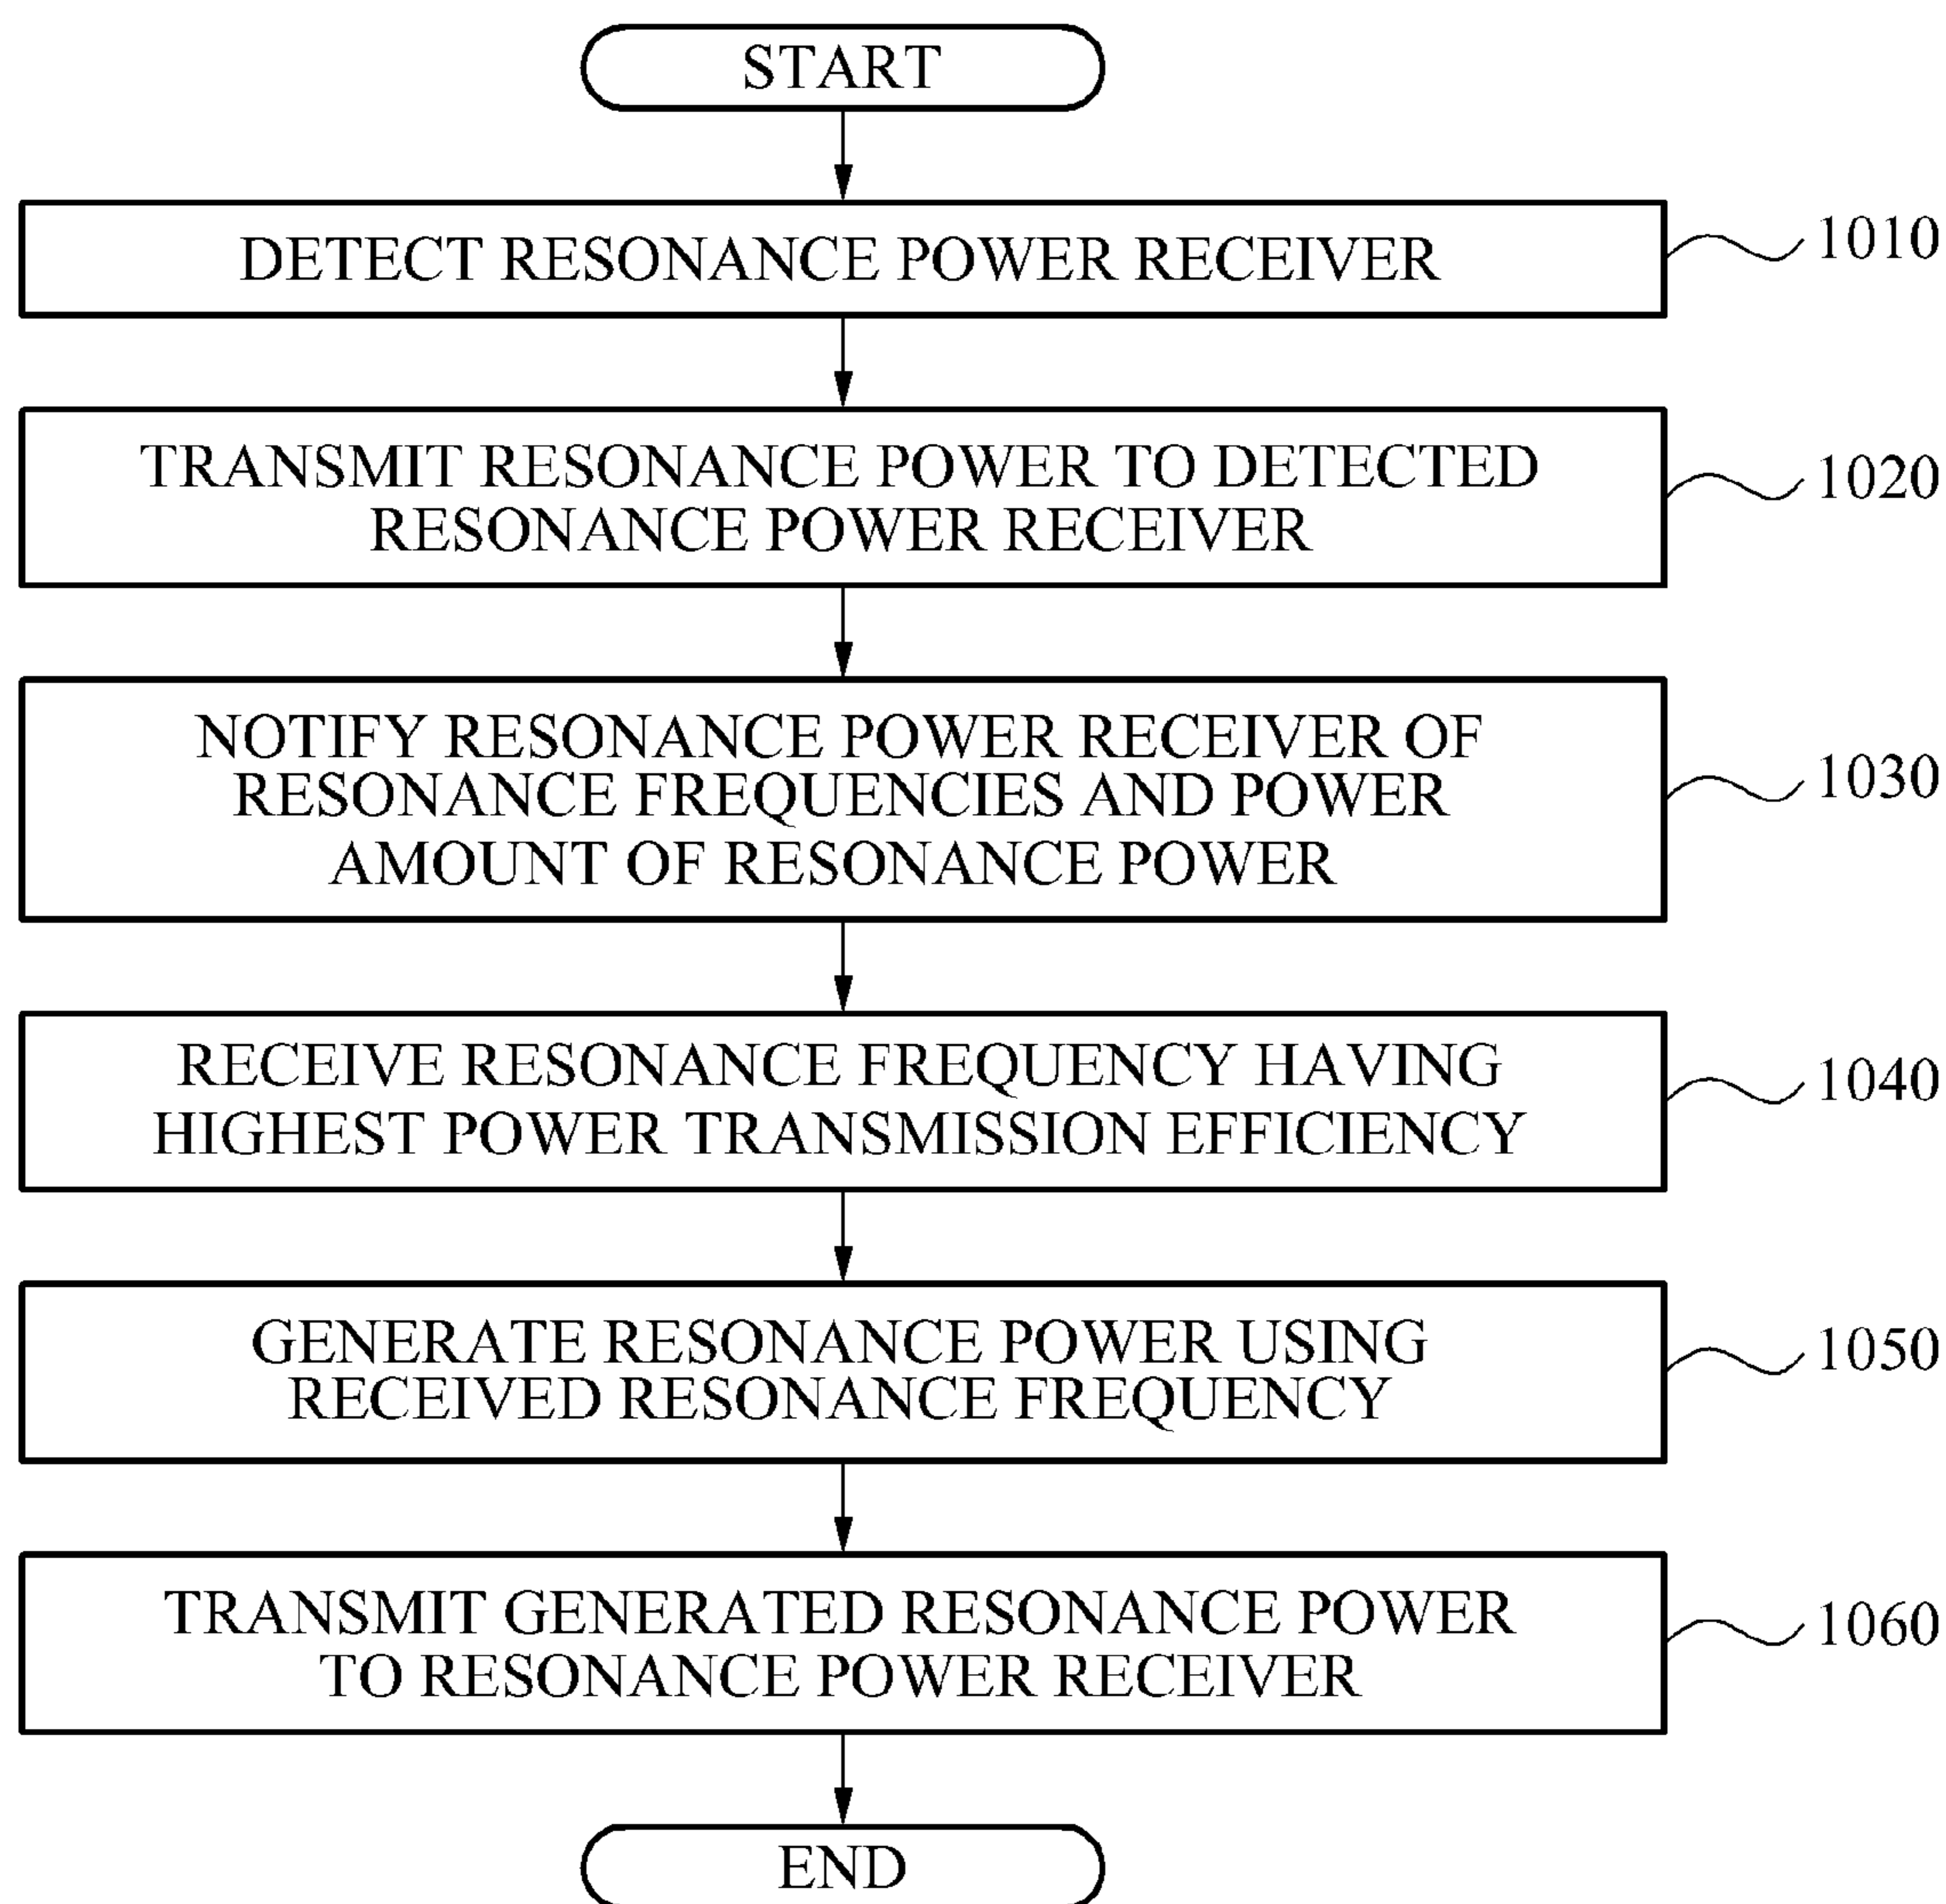 START
DETECT RESONANCE POWER RECEIVER
1010
TRANSMIT RESONANCE POWER TO DETECTED
RESONANCE POWER RECEIVER
1020
NOTIFY RESONANCE POWER RECEIVER OF
RESONANCE FREQUENCIES AND POWER
AMOUNT OF RESONANCE POWER
1030
RECEIVE RESONANCE FREQUENCY HAVING
HIGHEST POWER TRANSMISSION EFFICIENCY
1040
GENERATE RESONANCE POWER USING
RECEIVED RESONANCE FREQUENCY
1050
TRANSMIT GENERATED RESONANCE POWER
TO RESONANCE POWER RECEIVER
1060
END